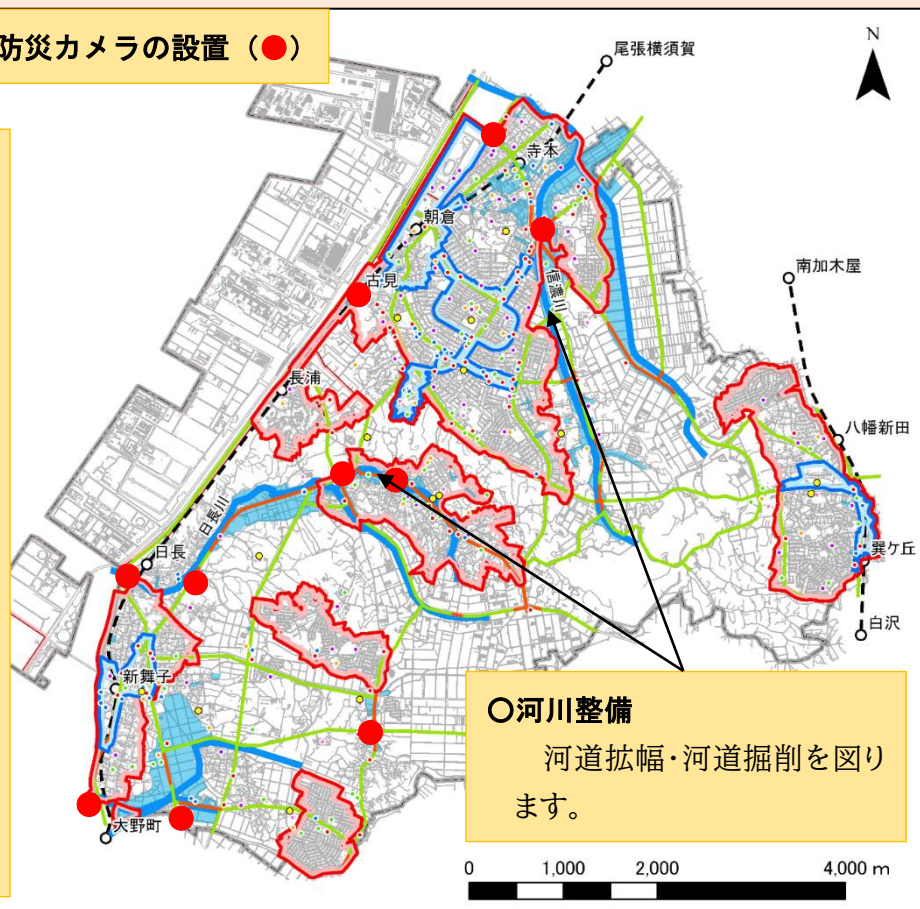 防災カメラの設置（●）
N
尾張横須賀
寺本
朝倉
南加木屋
古見
信濃川
長浦
八幡新田
日長川
日長
巽ケ丘
白沢
新舞子
大野町
○河川整備
河道拡幅・河道掘削を図り
ます。
0 1,000 2,000 4,000 m